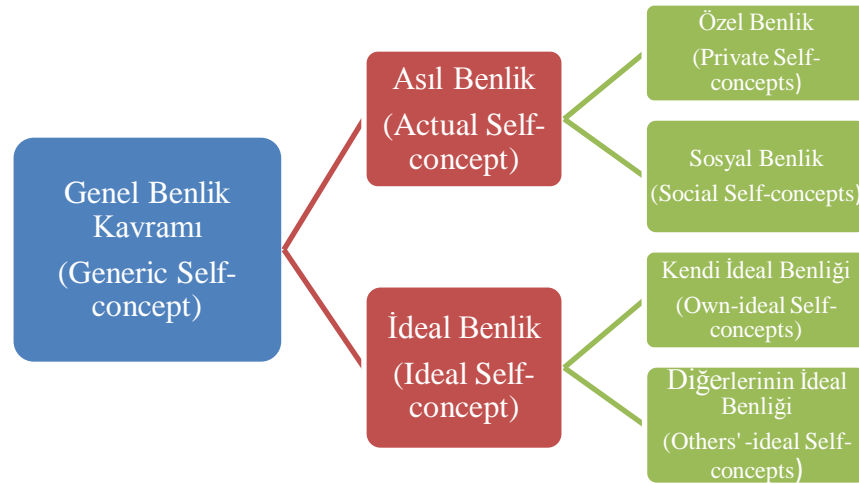 Genel Benlik
Kavramı
(Generic Self-
concept)
Asıl Benlik
(Actual Self-
concept)
İdeal Benlik
(Ideal Self-
concept)
Özel Benlik
(Private Self-
concepts)
Sosyal Benlik
(Social Self-concepts)
Kendi İdeal Benliği
(Own-ideal Self-
concepts)
Diğerlerinin İdeal
Benliği
(Others'-ideal Self-
concepts)